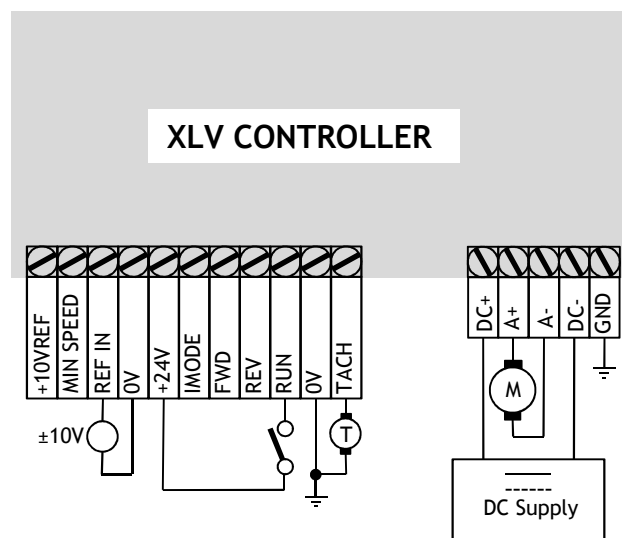 XLV CONTROLLER
+10VREF
MIN SPEED
REF IN
0V
+24V
IMODE
FWD
REV
RUN
0V
TACH
DC+
A+
A-
DC-
GND
±10V
T
M
DC Supply